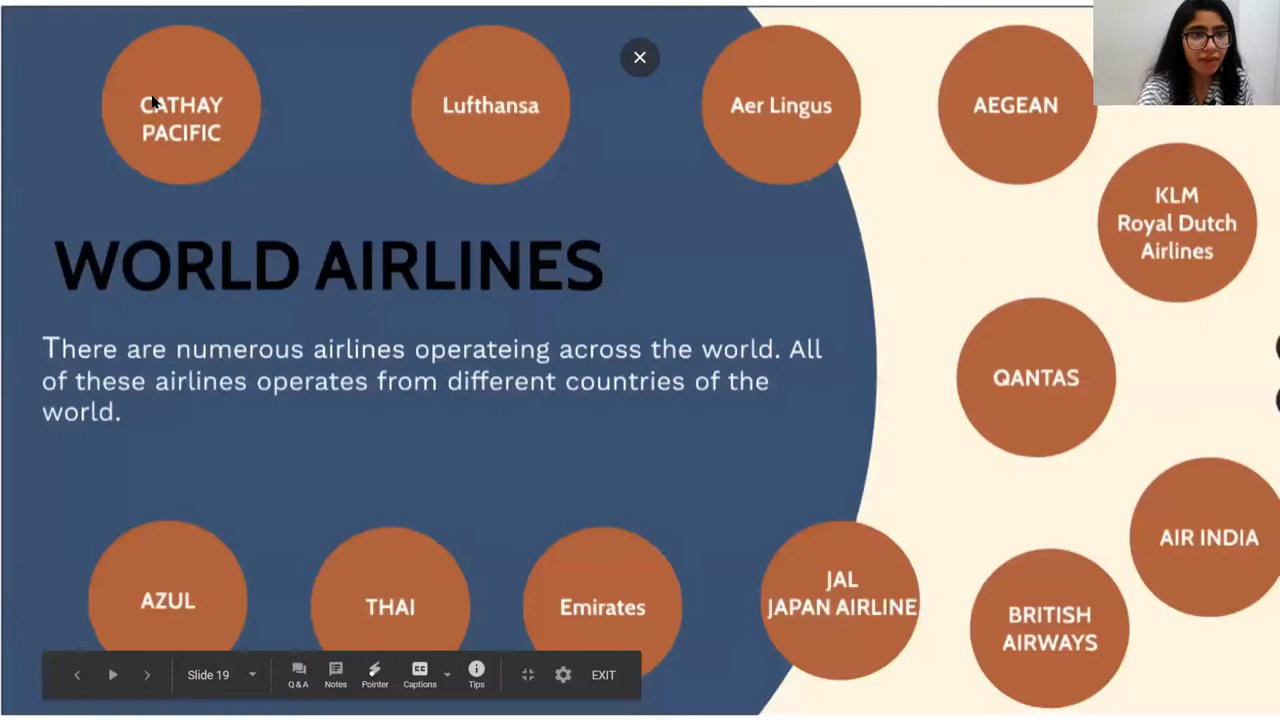 CATHAY
PACIFIC
Lufthansa
Aer Lingus
AEGEAN
KLM
Royal Dutch
Airlines
WORLD AIRLINES
There are numerous airlines operateing across the world. All
of these airlines operates from different countries of the
world.
QANTAS
AIR INDIA
AZUL
THAI
Emirates
JAL
JAPAN AIRLINE
BRITISH
AIRWAYS
Slide 19
Q & A
Notes
Pointer
Captions
Tips
EXIT